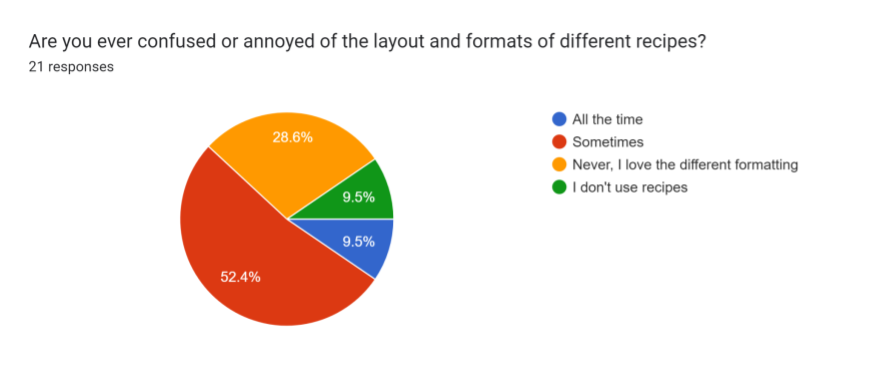 Are you ever confused or annoyed of the layout and formats of different recipes?
21 responses
28.6%
9.5%
9.5%
52.4%
All the time
Sometimes
Never, I love the different formatting
I don't use recipes